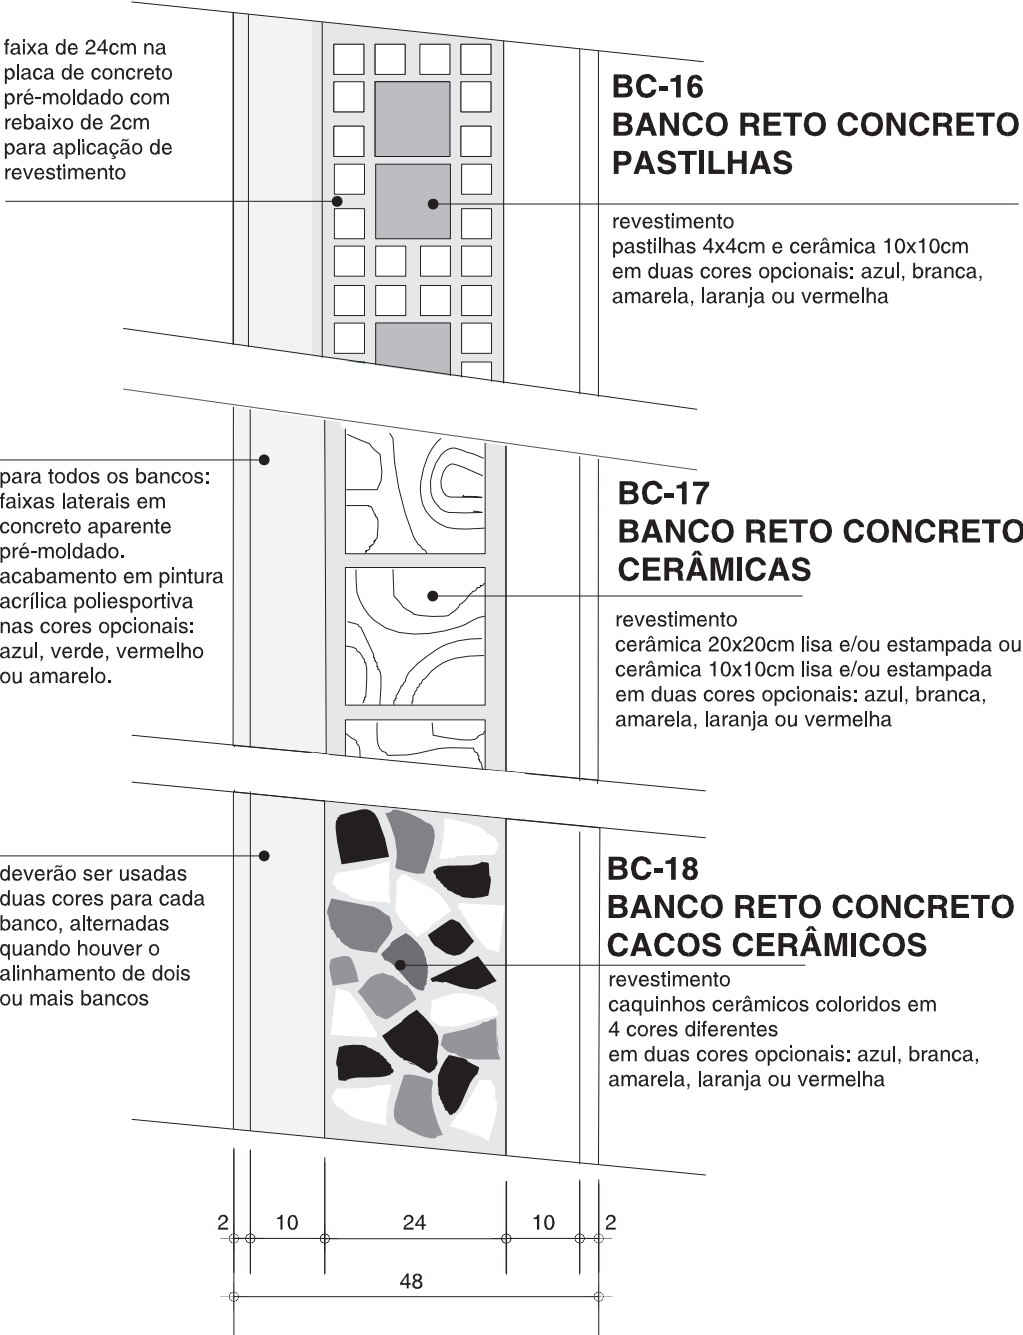 faixa de 24cm na
placa de concreto
pré-moldado com
rebaixo de 2cm
para aplicação de
revestimento
BC-16
BANCO RETO CONCRETO
PASTILHAS
revestimento
pastilhas 4x4cm e cerâmica 10x10cm
em duas cores opcionais: azul, branca,
amarela, laranja ou vermelha
para todos os bancos:
faixas laterais em
concreto aparente
pré-moldado.
acabamento em pintura
acrílica poliesportiva
nas cores opcionais:
azul, verde, vermelho
ou amarelo.
BC-17
BANCO RETO CONCRETO
CERÂMICAS
revestimento
cerâmica 20x20cm lisa e/ou estampada ou
cerâmica 10x10cm lisa e/ou estampada
em duas cores opcionais: azul, branca,
amarela, laranja ou vermelha
deverão ser usadas
duas cores para cada
banco, alternadas
quando houver o
alinhamento de dois
ou mais bancos
BC-18
BANCO RETO CONCRETO
CACOS CERÂMICOS
revestimento
caquinhos cerâmicos coloridos em
4 cores diferentes
em duas cores opcionais: azul, branca,
amarela, laranja ou vermelha
2 10 24 10 2
48